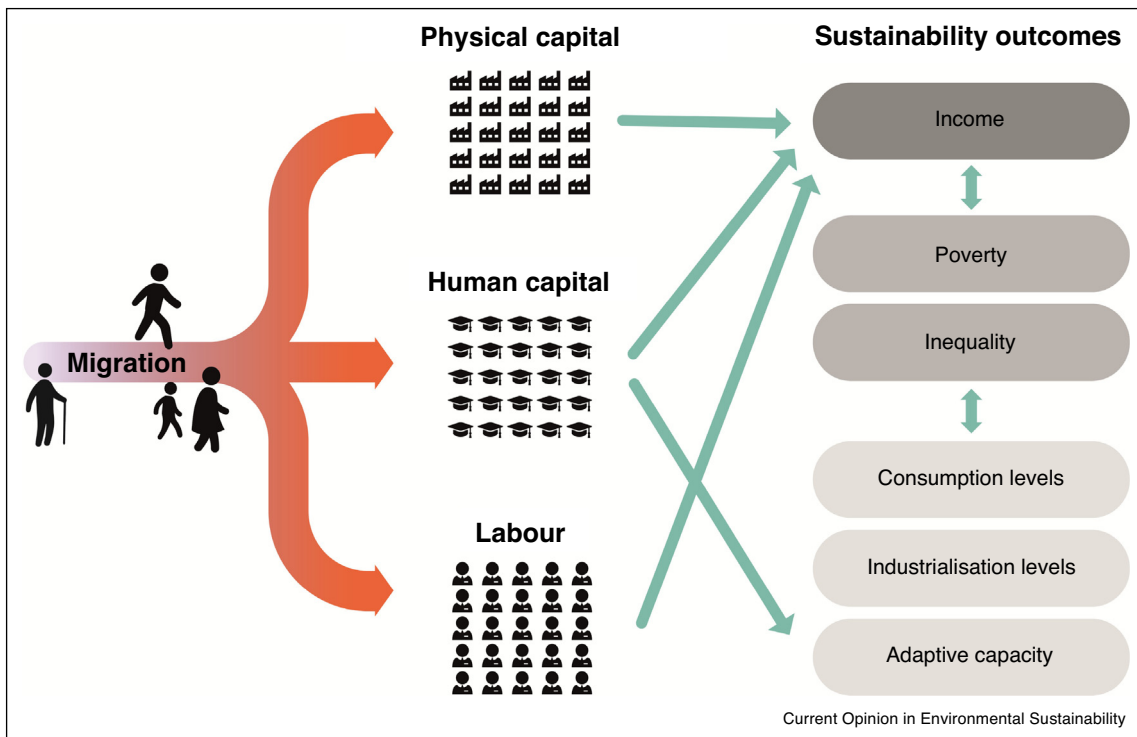 Physical capital
Sustainability outcomes
Income
Poverty
Human capital
Inequality
Migration
Consumption levels
Labour
Industrialisation levels
Adaptive capacity
Current Opinion in Environmental Sustainability